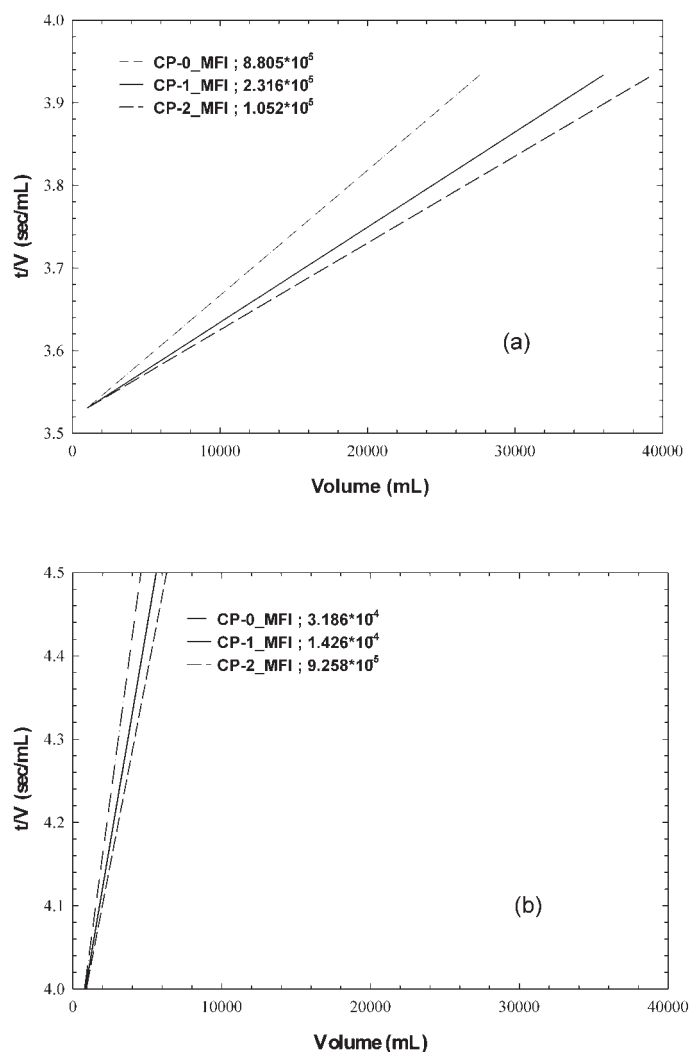 4.0
CP-0_MFI ; 8.805*10⁵
CP-1_MFI ; 2.316*10⁵
CP-2_MFI ; 1.052*10⁵
3.9
3.8
t/V (sec/mL)
3.7
3.6
(a)
3.5
0 10000 20000 30000 40000
Volume (mL)
4.5
CP-0_MFI ; 3.186*10⁴
CP-1_MFI ; 1.426*10⁴
CP-2_MFI ; 9.258*10⁵
4.4
4.3
t/V (sec/mL)
4.2
4.1
(b)
4.0
0 10000 20000 30000 40000
Volume (mL)